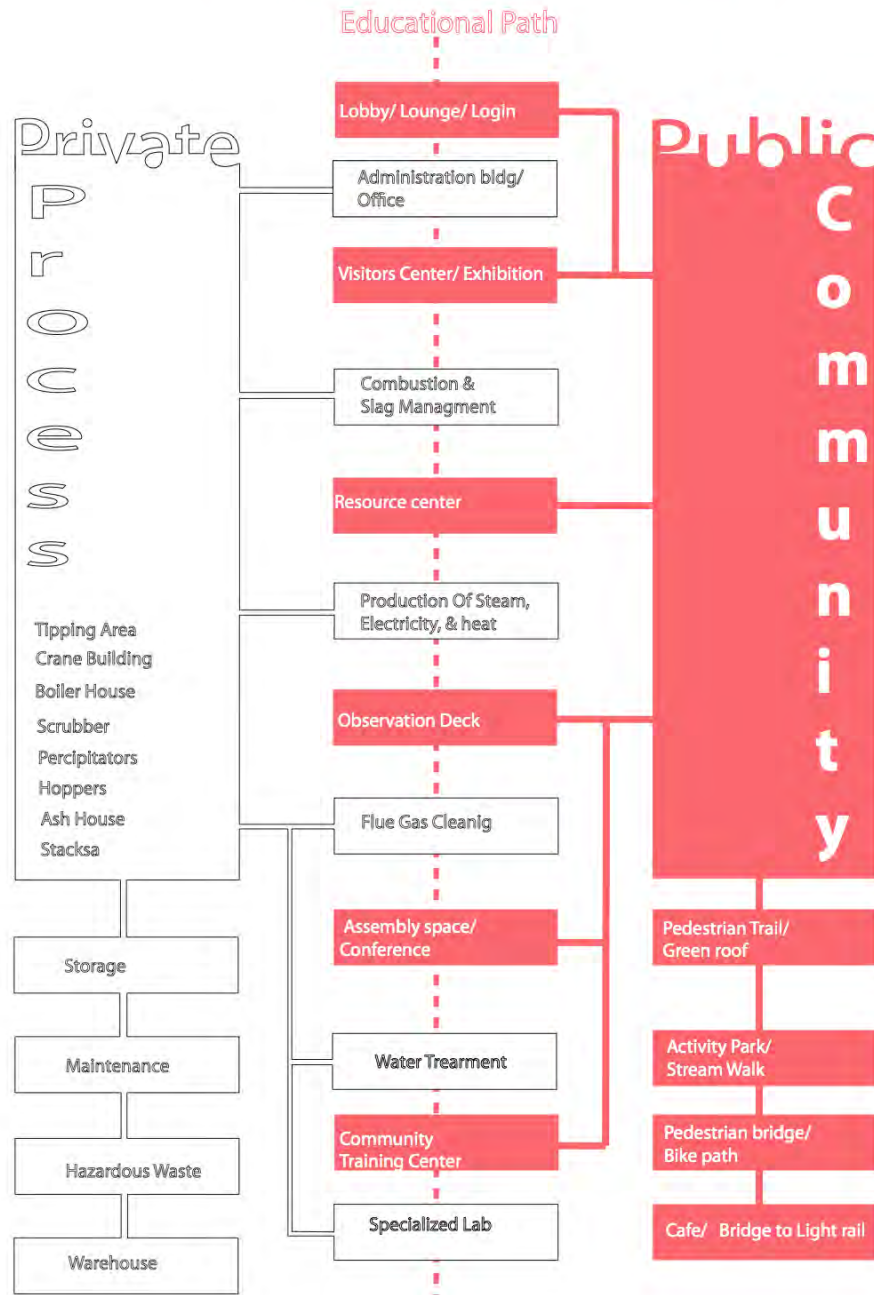 Educational Path
Private
Process
Tipping Area
Crane Building
Boiler House
Scrubber
Percipitators
Hoppers
Ash House
Stacksa
Storage
Maintenance
Hazardous Waste
Warehouse
Lobby/ Lounge/ Login
Administration bldg/
Office
Visitors Center/ Exhibition
Combustion &
Slag Managment
Resource center
Production Of Steam,
Electricity, & heat
Observation Deck
Flue Gas Cleanig
Assembly space/
Conference
Water Trearment
Community
Training Center
Specialized Lab
Public
Community
Pedestrian Trail/
Green roof
Activity Park/
Stream Walk
Pedestrian bridge/
Bike path
Cafe/ Bridge to Light rail